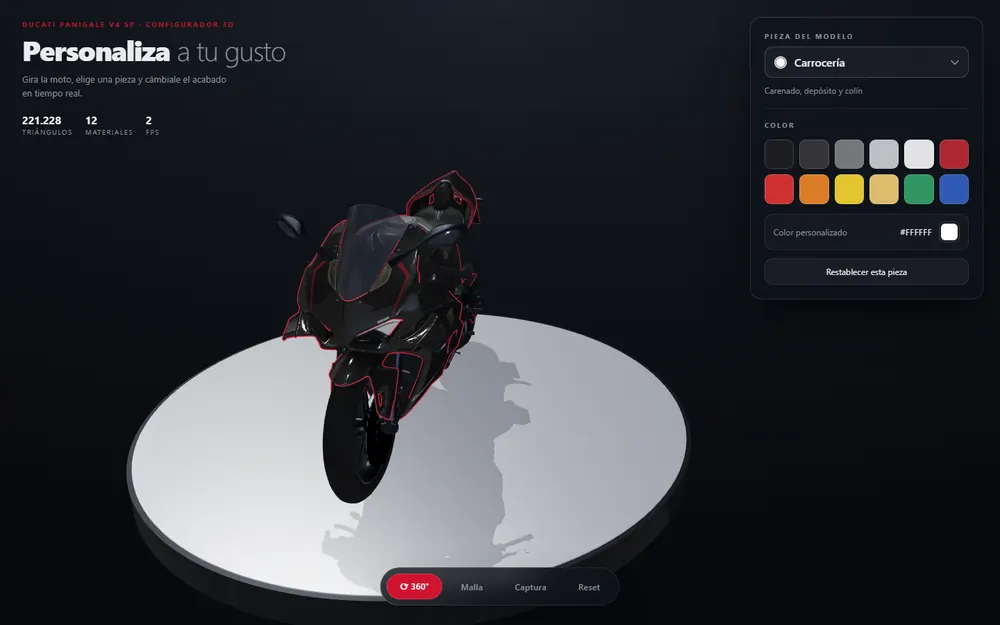 DUCATI PANIGALE V4 SP · CONFIGURADOR 3D
Personaliza a tu gusto
Gira la moto, elige una pieza y cámbiale el acabado
en tiempo real.
221.228 12 2
TRIÁNGULOS MATERIALES FPS
PIEZA DEL MODELO
Carrocería
Carenado, depósito y colín
COLOR
Color personalizado #FFFFFF
Restablecer esta pieza
⟳ 360° Malla Captura Reset